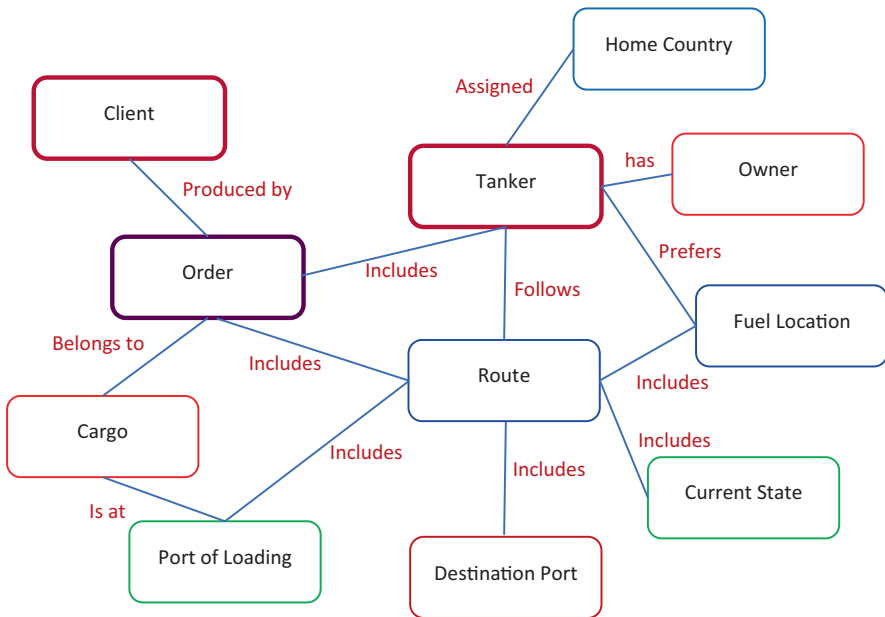 Home Country
Client
Assigned
has
Owner
Tanker
Produced by
Prefers
Order
Includes
Follows
Fuel Location
Belongs to
Includes
Route
Includes
Cargo
Includes
Includes
Includes
Current State
Is at
Port of Loading
Destination Port